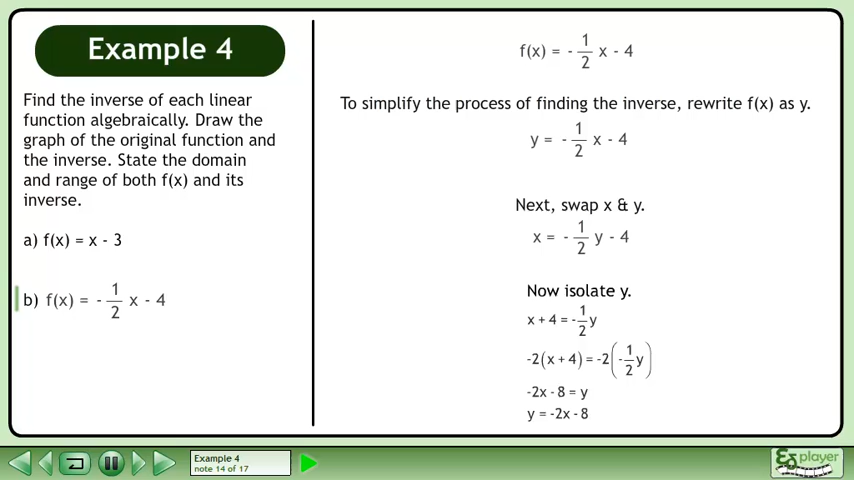 Example 4
Find the inverse of each linear
function algebraically. Draw the
graph of the original function and
the inverse. State the domain
and range of both f(x) and its
inverse.
a) f(x) = x - 3
b) f(x) = -1/2 x - 4
f(x) = -1/2 x - 4
To simplify the process of finding the inverse, rewrite f(x) as y.
y = -1/2 x - 4
Next, swap x & y.
x = -1/2 y - 4
Now isolate y.
x + 4 = -1/2 y
-2(x + 4) = -2(-1/2 y)
-2x - 8 = y
y = -2x - 8
Example 4
note 14 of 17
player